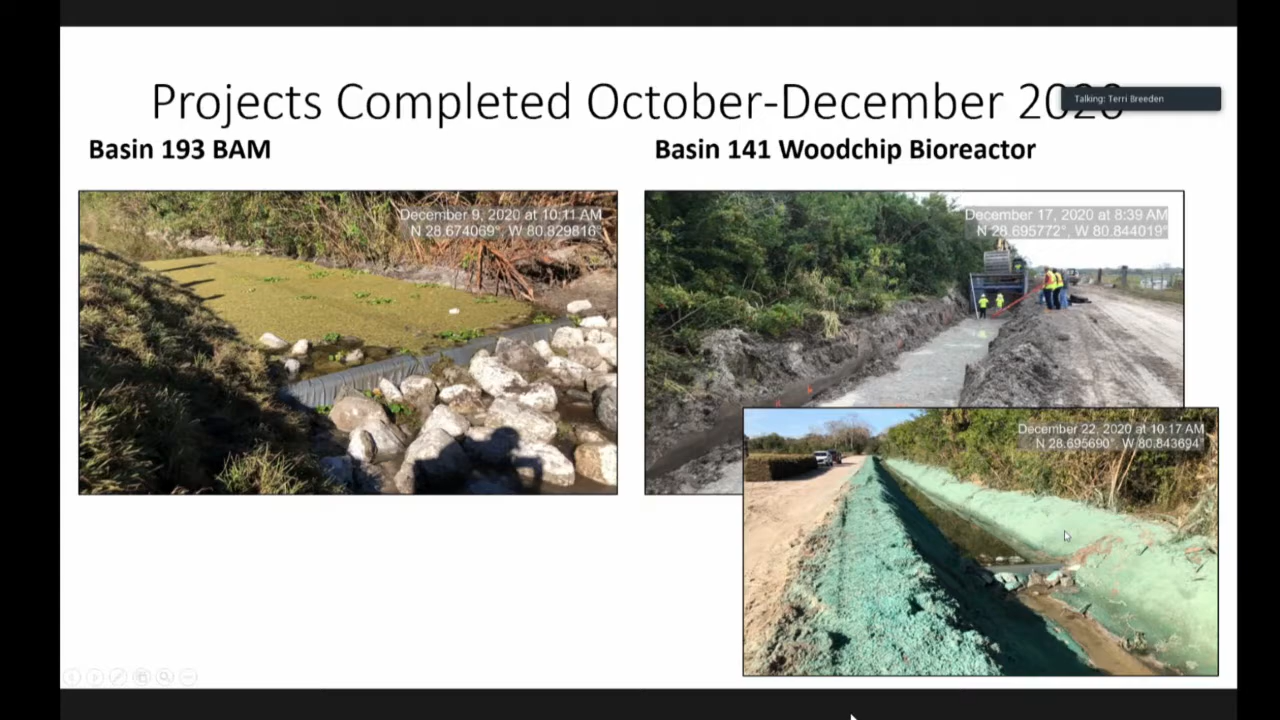 Projects Completed October-December 2020
Talking: Terri Breeden
Basin 193 BAM
Basin 141 Woodchip Bioreactor
December 9, 2020 at 10:11 AM
N 28.674069°, W 80.829816°
December 17, 2020 at 8:39 AM
N 28.695772°, W 80.844019°
December 22, 2020 at 10:17 AM
N 28.695690°, W 80.843694°